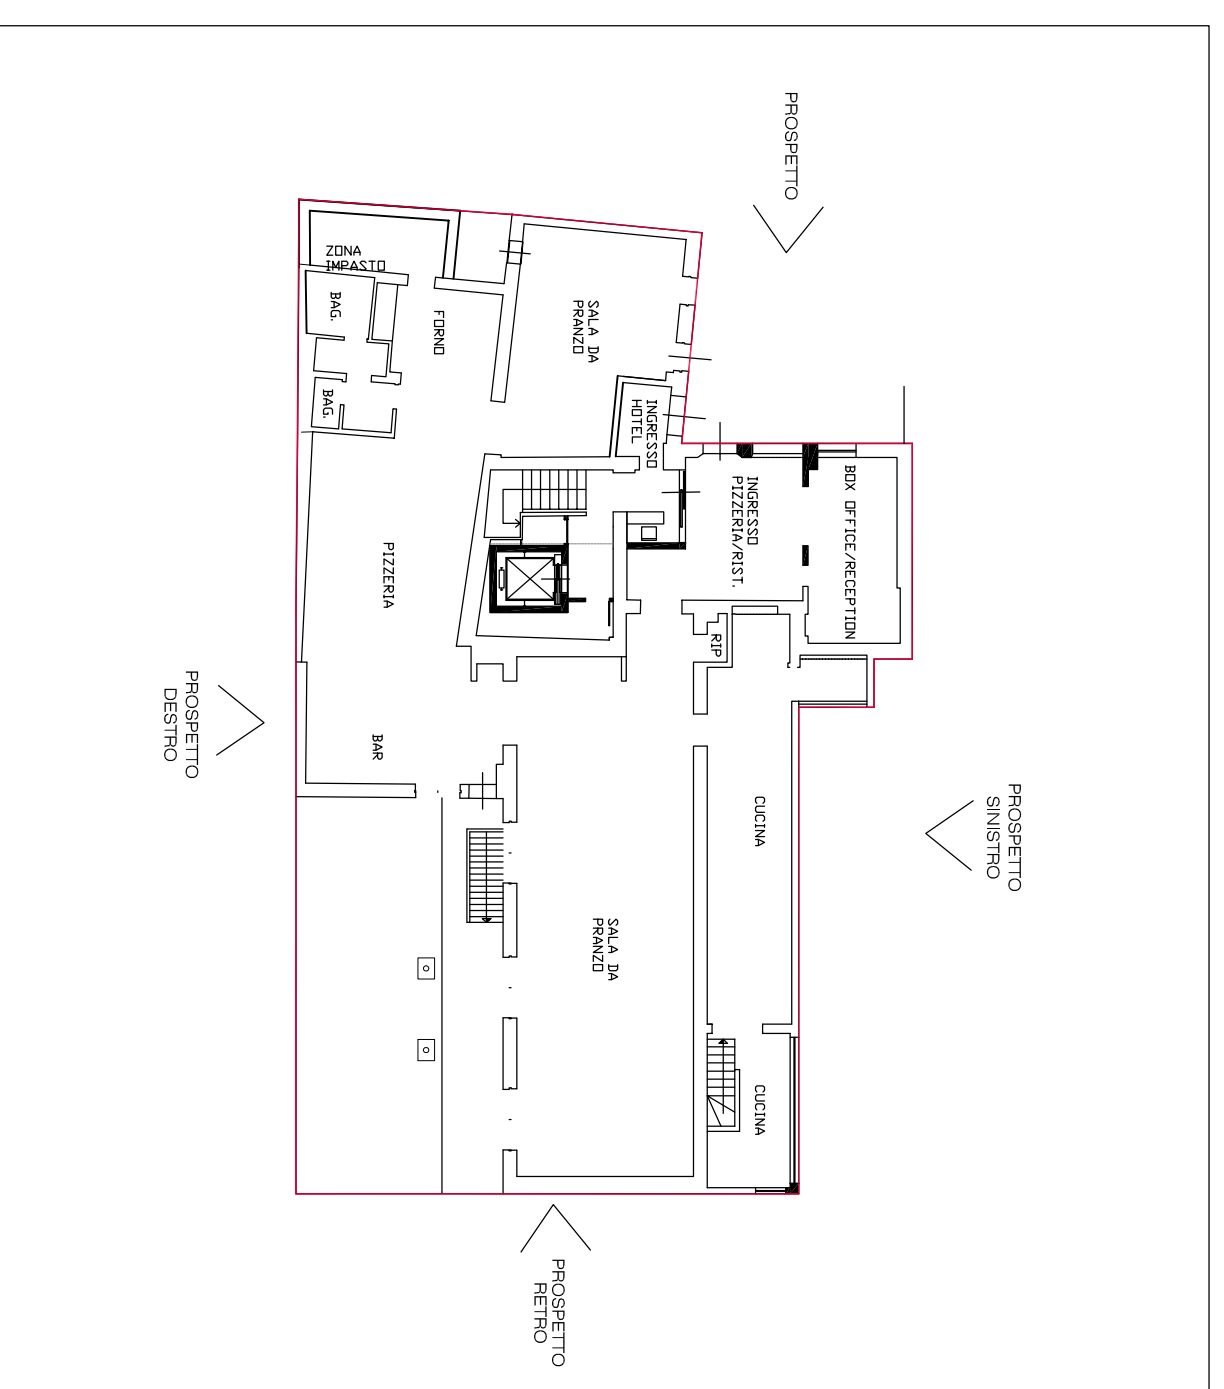 PROSPETTO
ZONA
IMPASTO
BAG.
FORNO
SALA DA
PRANZO
BAG.
INGRESSO
HOTEL
INGRESSO
PIZZERIA/RIST.
BOX OFFICE/RECEPTION
PIZZERIA
RIP
PROSPETTO
DESTRO
BAR
CUCINA
PROSPETTO
SINISTRO
SALA DA
PRANZO
CUCINA
PROSPETTO
RETRO